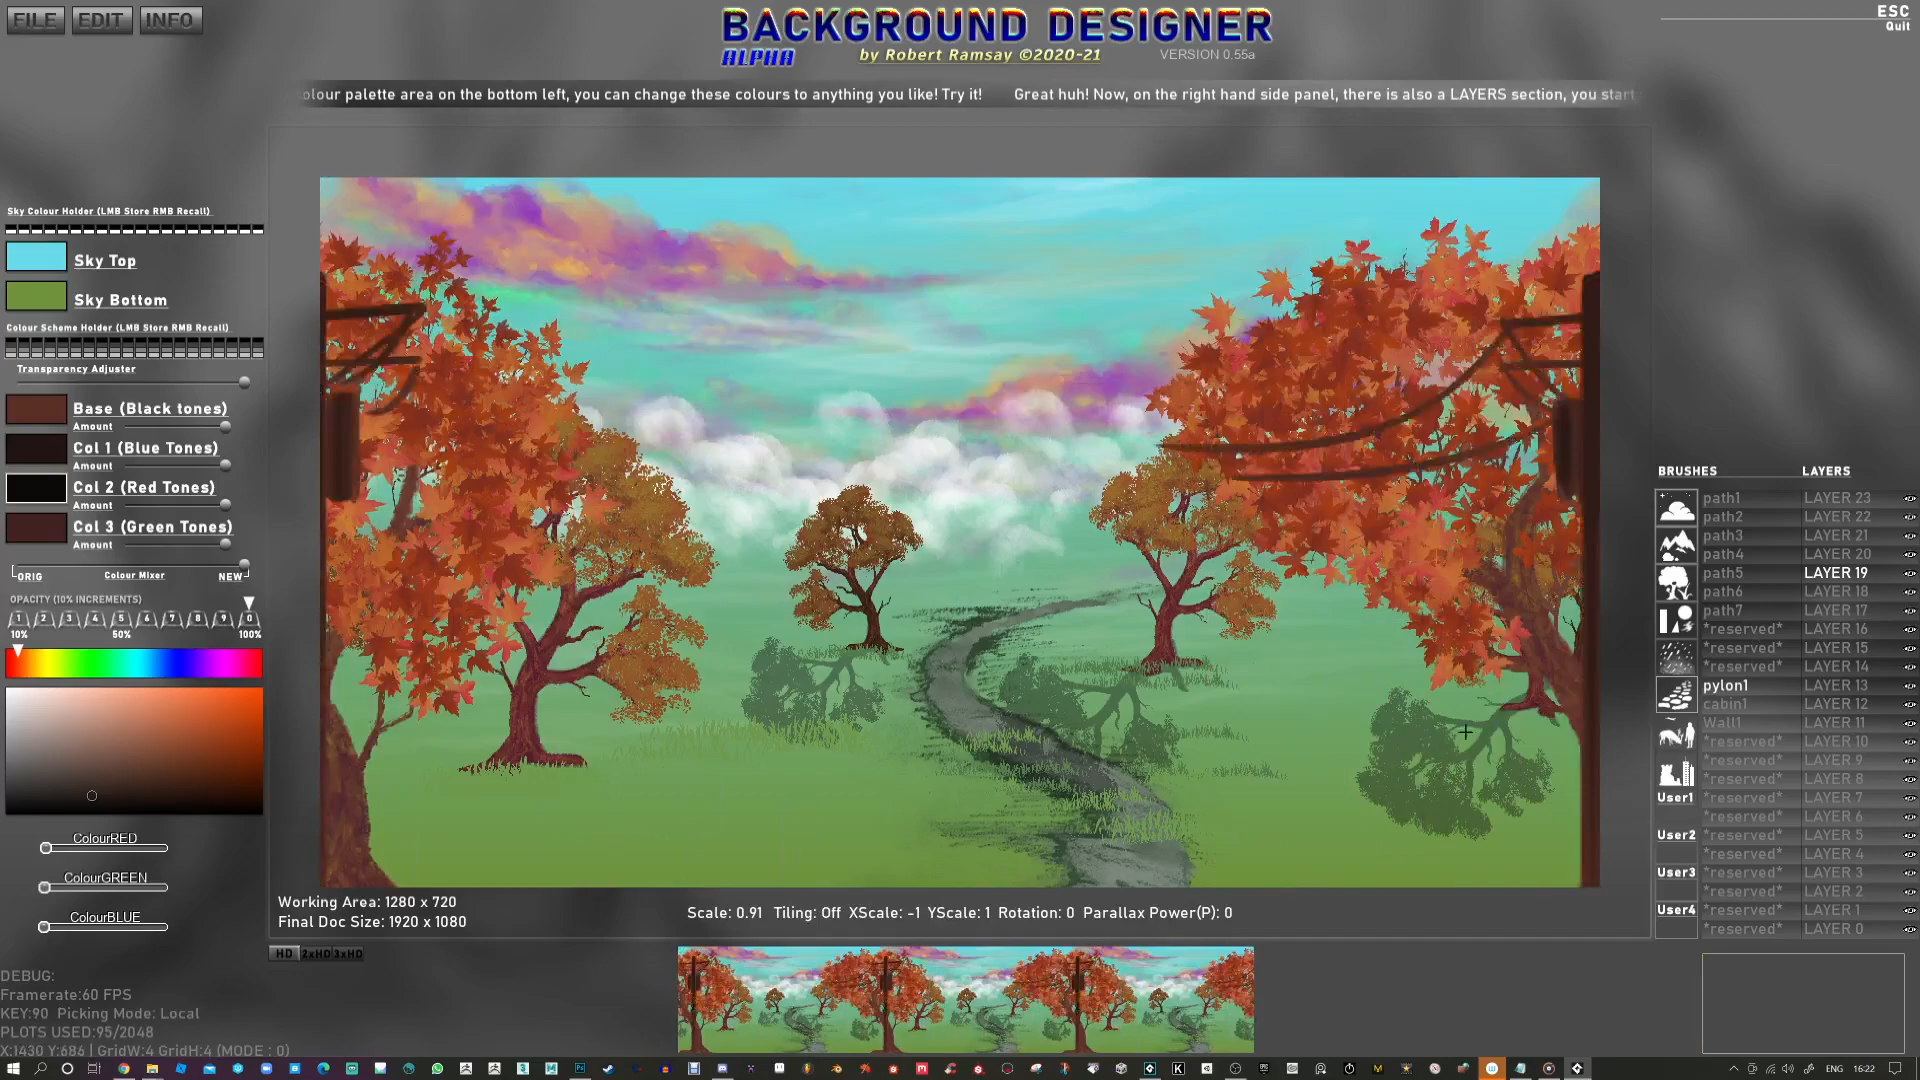 FILE EDIT INFO
BACKGROUND DESIGNER
ALPHA by Robert Ramsay ©2020-21 VERSION 0.55a
ESC
Quit
olour palette area on the bottom left, you can change these colours to anything you like! Try it! Great huh! Now, on the right hand side panel, there is also a LAYERS section, you start
Sky Colour Holder (LMB Store RMB Recall)
Sky Top
Sky Bottom
Colour Scheme Holder (LMB Store RMB Recall)
Transparency Adjuster
Base (Black tones)
Amount
Col 1 (Blue Tones)
Amount
Col 2 (Red Tones)
Amount
Col 3 (Green Tones)
Amount
ORIG Colour Mixer NEW
OPACITY (10% INCREMENTS)
1 2 3 4 5 6 7 8 9 0
10% 50% 100%
ColourRED
ColourGREEN
ColourBLUE
BRUSHES LAYERS
path1 LAYER 23
path2 LAYER 22
path3 LAYER 21
path4 LAYER 20
path5 LAYER 19
path6 LAYER 18
path7 LAYER 17
*reserved* LAYER 16
*reserved* LAYER 15
*reserved* LAYER 14
pylon1 LAYER 13
cabin1 LAYER 12
Wall1 LAYER 11
*reserved* LAYER 10
*reserved* LAYER 9
*reserved* LAYER 8
User1 *reserved* LAYER 7
*reserved* LAYER 6
User2 *reserved* LAYER 5
*reserved* LAYER 4
User3 *reserved* LAYER 3
*reserved* LAYER 2
User4 *reserved* LAYER 1
*reserved* LAYER 0
Working Area: 1280 x 720
Final Doc Size: 1920 x 1080
Scale: 0.91 Tiling: Off XScale: -1 YScale: 1 Rotation: 0 Parallax Power(P): 0
HD 2xHD 3xHD
DEBUG:
Framerate:60 FPS
KEY:90 Picking Mode: Local
PLOTS USED:95/2048
X:1430 Y:686 | GridW:4 GridH:4 (MODE : 0)
ENG 16:22